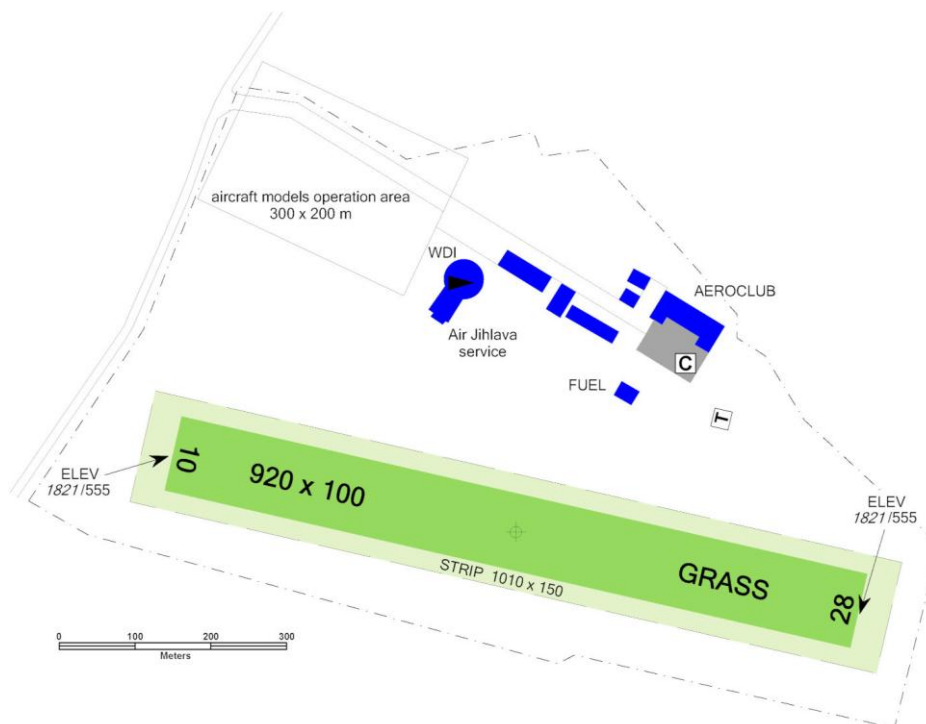 aircraft models operation area
300 x 200 m
WDI
AEROCLUB
Air Jihlava
service
C
FUEL
T
ELEV
1821/555
10
920 x 100
ELEV
1821/555
GRASS
STRIP 1010 x 150
28
0 100 200 300
Meters